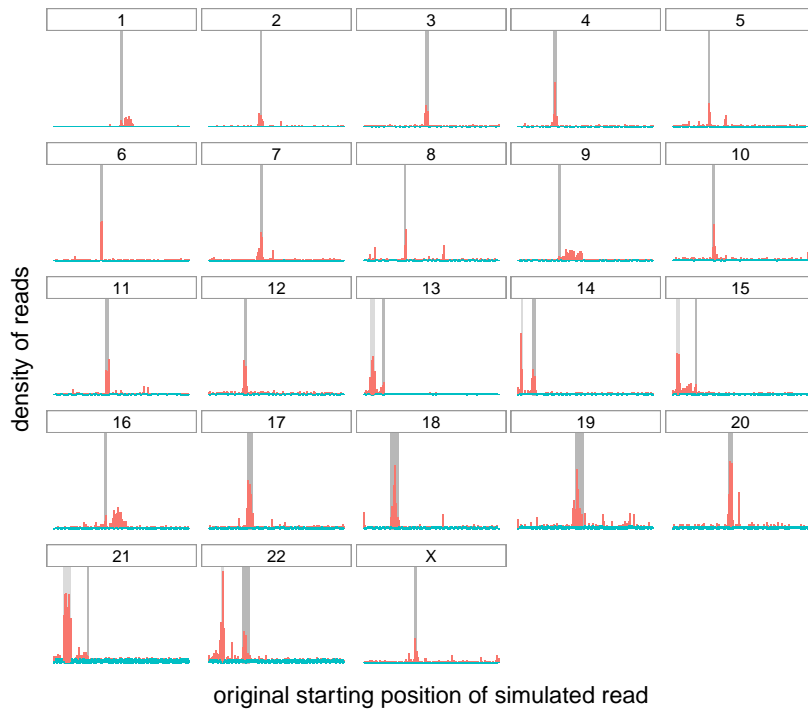 1 2 3 4 5
6 7 8 9 10
11 12 13 14 15
16 17 18 19 20
21 22 X
density of reads
original starting position of simulated read